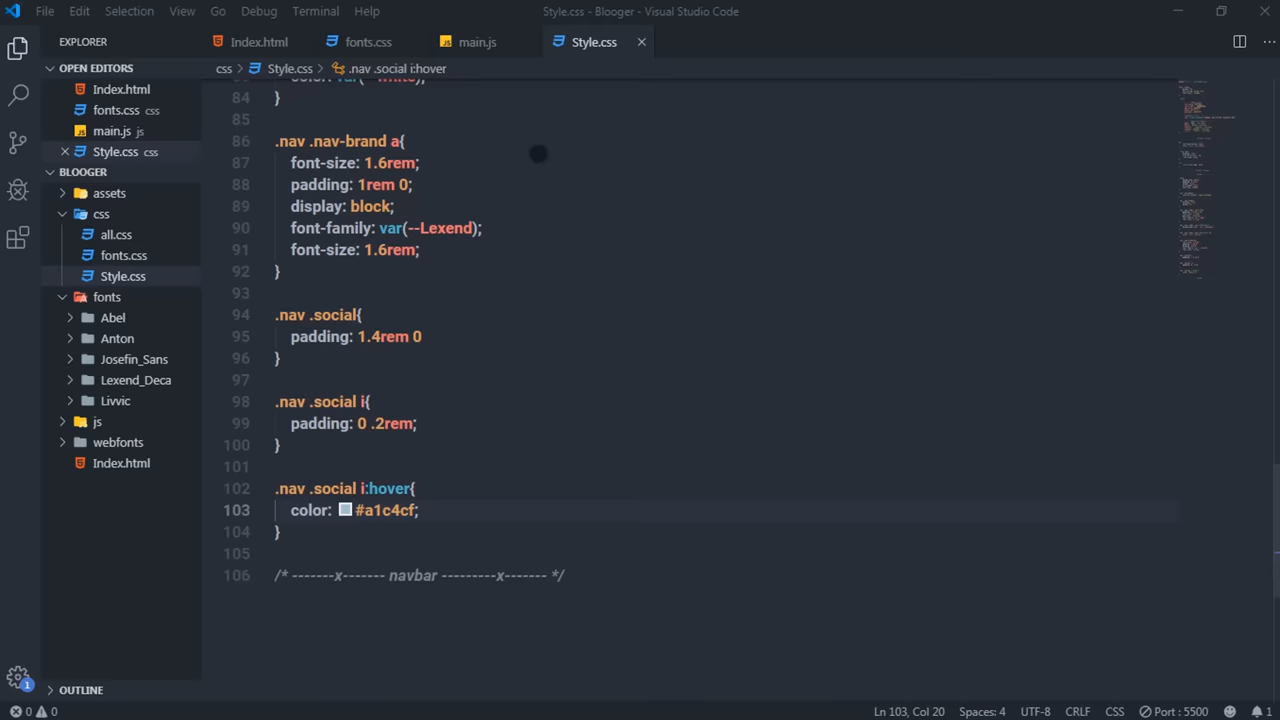 File Edit Selection View Go Debug Terminal Help Style.css - Blooger - Visual Studio Code
EXPLORER Index.html fonts.css main.js Style.css
OPEN EDITORS css Style.css .nav .social i:hover
Index.html
fonts.css css
main.js js
Style.css css
BLOOGER
assets
css
all.css
fonts.css
Style.css
fonts
Abel
Anton
Josefin_Sans
Lexend_Deca
Livvic
js
webfonts
Index.html
OUTLINE
84 }
85
86 .nav .nav-brand a{
87 font-size: 1.6rem;
88 padding: 1rem 0;
89 display: block;
90 font-family: var(--Lexend);
91 font-size: 1.6rem;
92 }
93
94 .nav .social{
95 padding: 1.4rem 0
96 }
97
98 .nav .social i{
99 padding: 0 .2rem;
100 }
101
102 .nav .social i:hover{
103 color: #a1c4cf;
104 }
105
106 /* -------x------- navbar ---------x------- */
1
0 0 Ln 103, Col 20 Spaces: 4 UTF-8 CRLF CSS Port : 5500 1